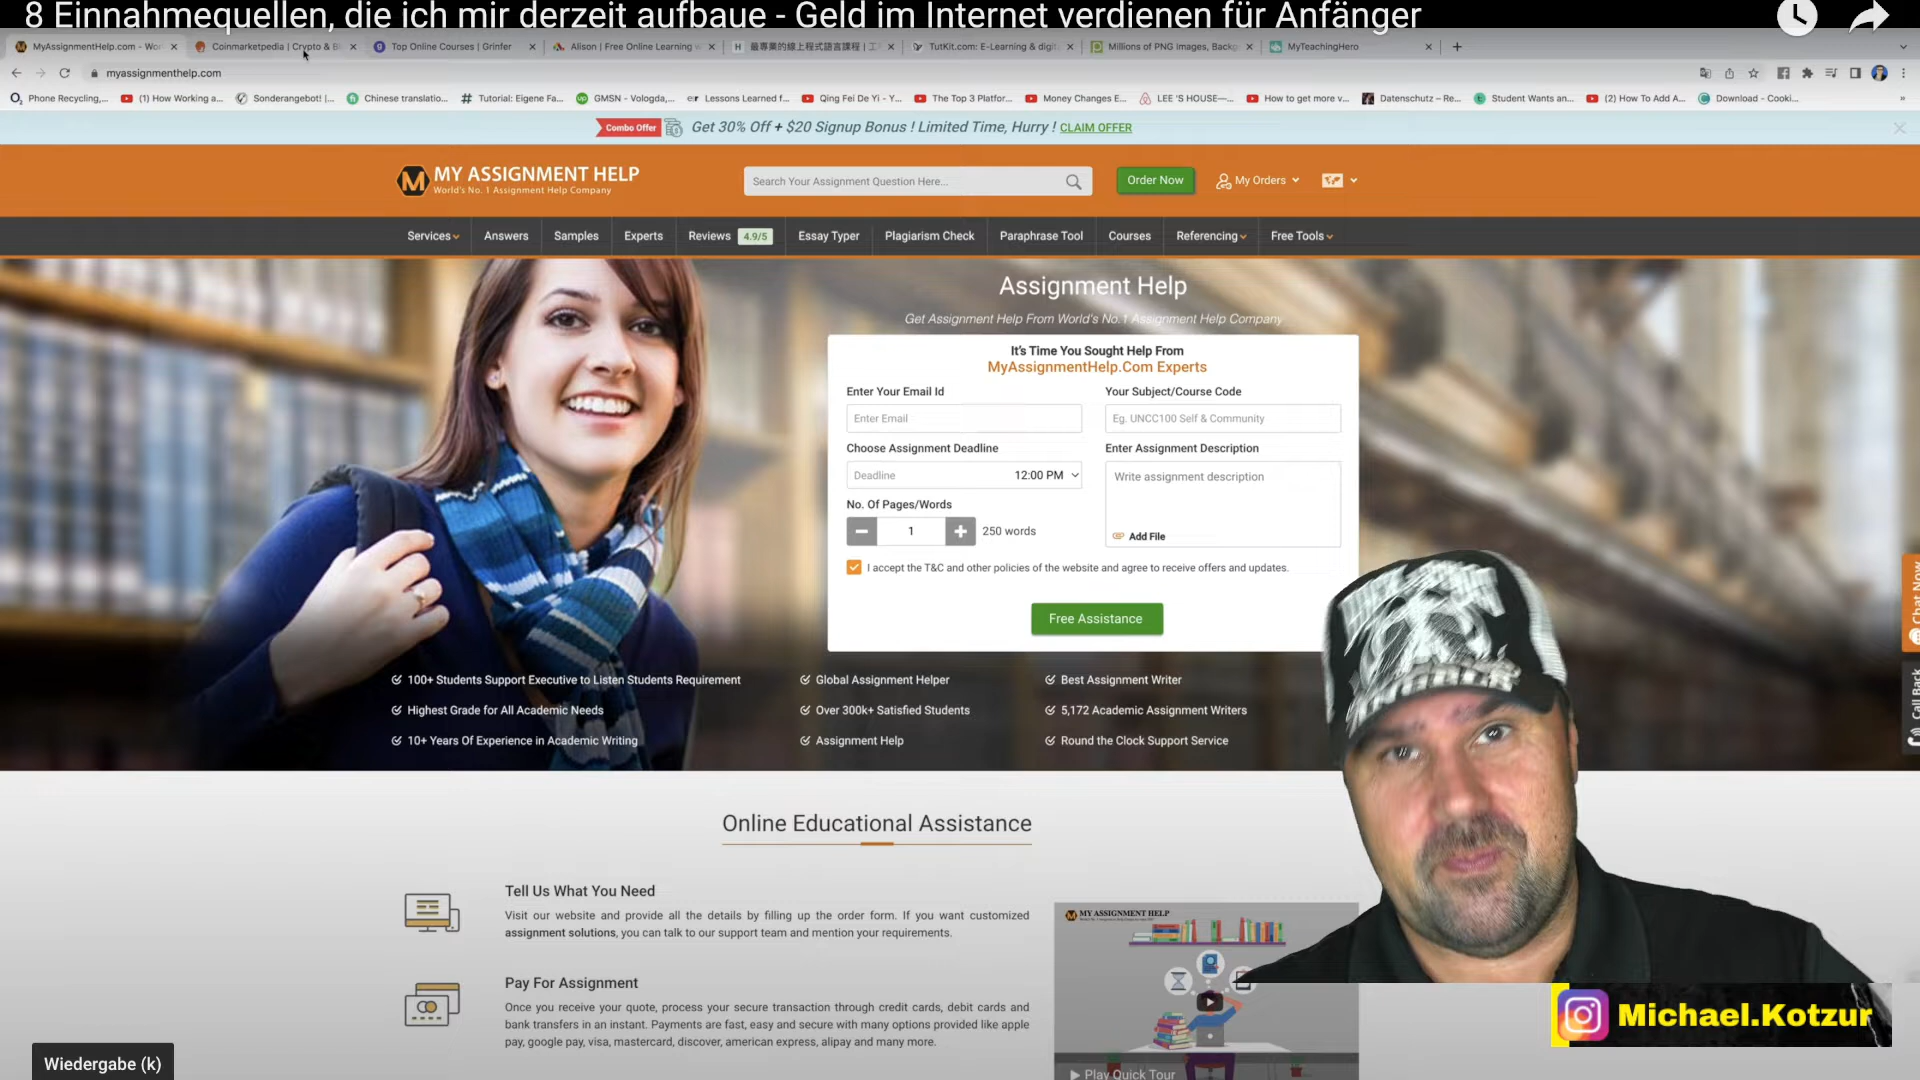 8 Einnahmequellen, die ich mir derzeit aufbaue - Geld im Internet verdienen für Anfänger
MyAssignmentHelp.com - Wo
Coinmarketpedia | Crypto & B
Top Online Courses | Grinfer
Alison | Free Online Learning
最專業的線上程式語言課程 | 工
TutKit.com: E-Learning & digit
Millions of PNG images, Backg
MyTeachingHero
myassignmenthelp.com
Phone Recycling,...
(1) How Working a...
Sonderangebot! |...
Chinese translatio...
Tutorial: Eigene Fa...
GMSN - Vologda,...
Lessons Learned f...
Qing Fei De Yi - Y...
The Top 3 Platfor...
Money Changes E...
LEE 'S HOUSE—...
How to get more v...
Datenschutz – Re...
Student Wants an...
(2) How To Add A...
Download - Cooki...
Combo Offer
Get 30% Off + $20 Signup Bonus ! Limited Time, Hurry ! CLAIM OFFER
MY ASSIGNMENT HELP
World's No. 1 Assignment Help Company
Search Your Assignment Question Here...
Order Now
My Orders
Services
Answers
Samples
Experts
Reviews 4.9/5
Essay Typer
Plagiarism Check
Paraphrase Tool
Courses
Referencing
Free Tools
Assignment Help
Get Assignment Help From World's No.1 Assignment Help Company
It's Time You Sought Help From
MyAssignmentHelp.Com Experts
Enter Your Email Id
Your Subject/Course Code
Enter Email
Eg. UNCC100 Self & Community
Choose Assignment Deadline
Enter Assignment Description
Deadline
12:00 PM
Write assignment description
No. Of Pages/Words
1
250 words
Add File
I accept the T&C and other policies of the website and agree to receive offers and updates.
Free Assistance
Chat Now
Call Back
100+ Students Support Executive to Listen Students Requirement
Global Assignment Helper
Best Assignment Writer
Highest Grade for All Academic Needs
Over 300k+ Satisfied Students
5,172 Academic Assignment Writers
10+ Years Of Experience in Academic Writing
Assignment Help
Round the Clock Support Service
Online Educational Assistance
Tell Us What You Need
Visit our website and provide all the details by filling up the order form. If you want customized
assignment solutions, you can talk to our support team and mention your requirements.
Pay For Assignment
Once you receive your quote, process your secure transaction through credit cards, debit cards and
bank transfers in an instant. Payments are fast, easy and secure with many options provided like apple
pay, google pay, visa, mastercard, discover, american express, alipay and many more.
MY ASSIGNMENT HELP
Play Quick Tour
Michael.Kotzur
Wiedergabe (k)